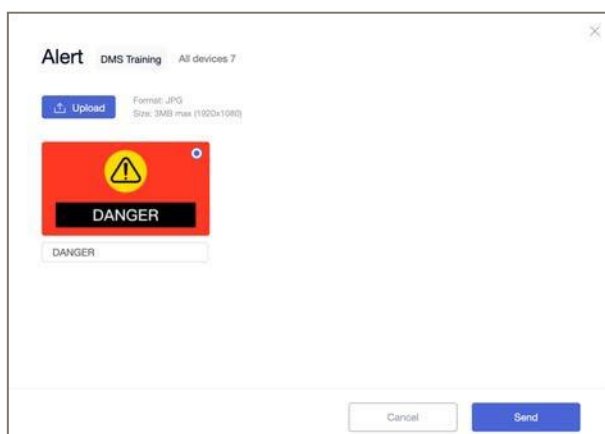 Alert DMS Training All devices 7
Upload
Format: JPG
Size: 3MB max (1920x1080)
DANGER
DANGER
Cancel Send